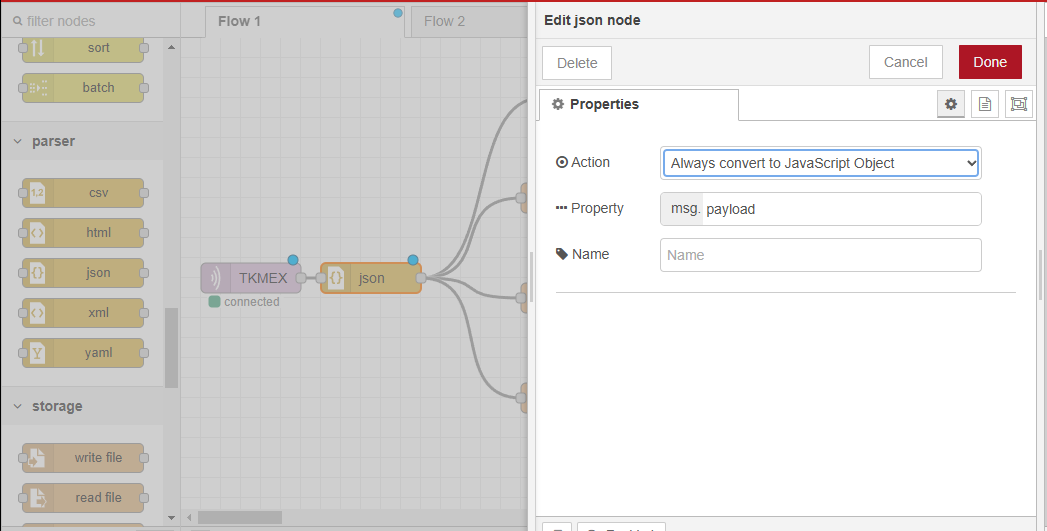 filter nodes
Flow 1
Flow 2
Edit json node
Delete
Cancel
Done
sort
batch
Properties
parser
Action
Always convert to JavaScript Object
csv
Property
msg. payload
html
Name
Name
json
TKMEX
json
connected
xml
yaml
storage
write file
read file